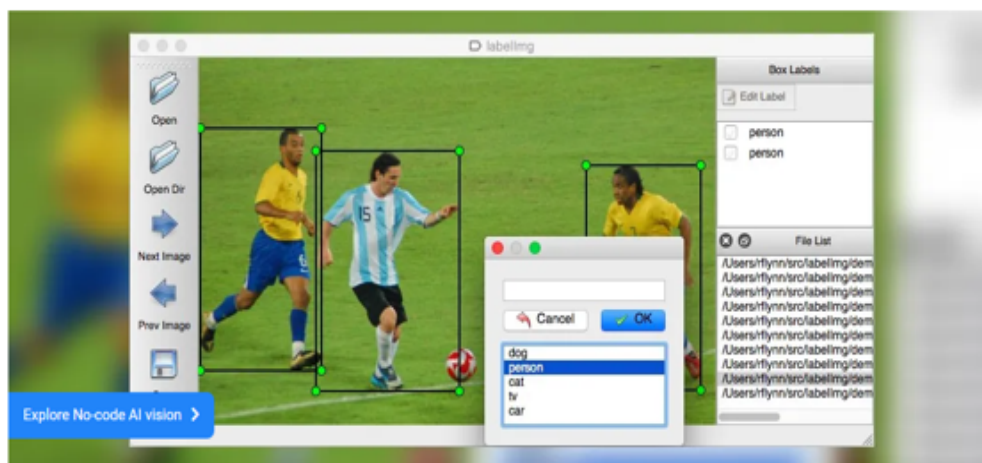 labelImg
Open
Open Dir
Next Image
Prev Image
15
Box Labels
Edit Label
person
person
File List
/Users/rflynn/src/labelImg/dem
/Users/rflynn/src/labelImg/dem
/Users/rflynn/src/labelImg/dem
/Users/rflynn/src/labelImg/dem
/Users/rflynn/src/labelImg/dem
/Users/rflynn/src/labelImg/dem
/Users/rflynn/src/labelImg/dem
/Users/rflynn/src/labelImg/dem
/Users/rflynn/src/labelImg/dem
/Users/rflynn/src/labelImg/dem
Cancel
OK
dog
person
cat
tv
car
Explore No-code AI vision